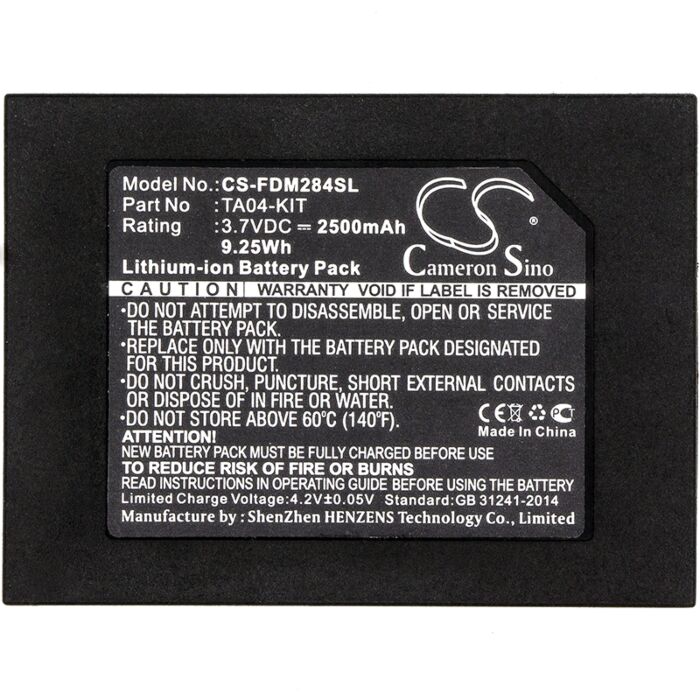 Model No.: CS-FDM284SL
Part No : TA04-KIT
Rating : 3.7VDC = 2500mAh
9.25Wh
Lithium-ion Battery Pack
CS
Cameron Sino
CAUTION WARRANTY VOID IF LABEL IS REMOVED
·DO NOT ATTEMPT TO DISASSEMBLE, OPEN OR SERVICE
THE BATTERY PACK.
·REPLACE ONLY WITH THE BATTERY PACK DESIGNATED
FOR THIS PRODUCT.
·DO NOT CRUSH, PUNCTURE, SHORT EXTERNAL CONTACTS
OR DISPOSE OF IN FIRE OR WATER.
·DO NOT STORE ABOVE 60°C (140°F).
CE
PC
Made In China
ATTENTION!
NEW BATTERY PACK MUST BE FULLY CHARGED BEFORE USE
TO REDUCE RISK OF FIRE OR BURNS
READ INSTRUCTIONS IN OPERATING GUIDE BEFORE USING THE BATTERY
Limited Charge Voltage:4.2V±0.05V Standard:GB 31241-2014
Manufacture by : ShenZhen HENZENS Technology Co., Limited